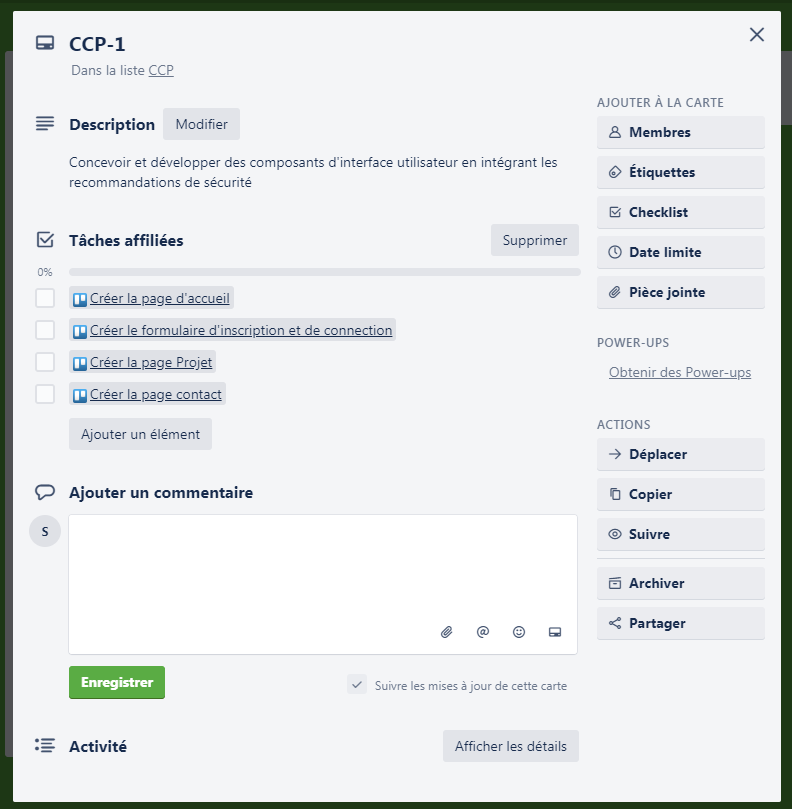 CCP-1
Dans la liste CCP
Description
Modifier
Concevoir et développer des composants d'interface utilisateur en intégrant les
recommandations de sécurité
Tâches affiliées
Supprimer
0%
Créer la page d'accueil
Créer le formulaire d'inscription et de connection
Créer la page Projet
Créer la page contact
Ajouter un élément
Ajouter un commentaire
S
Enregistrer
Suivre les mises à jour de cette carte
Activité
Afficher les détails
AJOUTER À LA CARTE
Membres
Étiquettes
Checklist
Date limite
Pièce jointe
POWER-UPS
Obtenir des Power-ups
ACTIONS
Déplacer
Copier
Suivre
Archiver
Partager